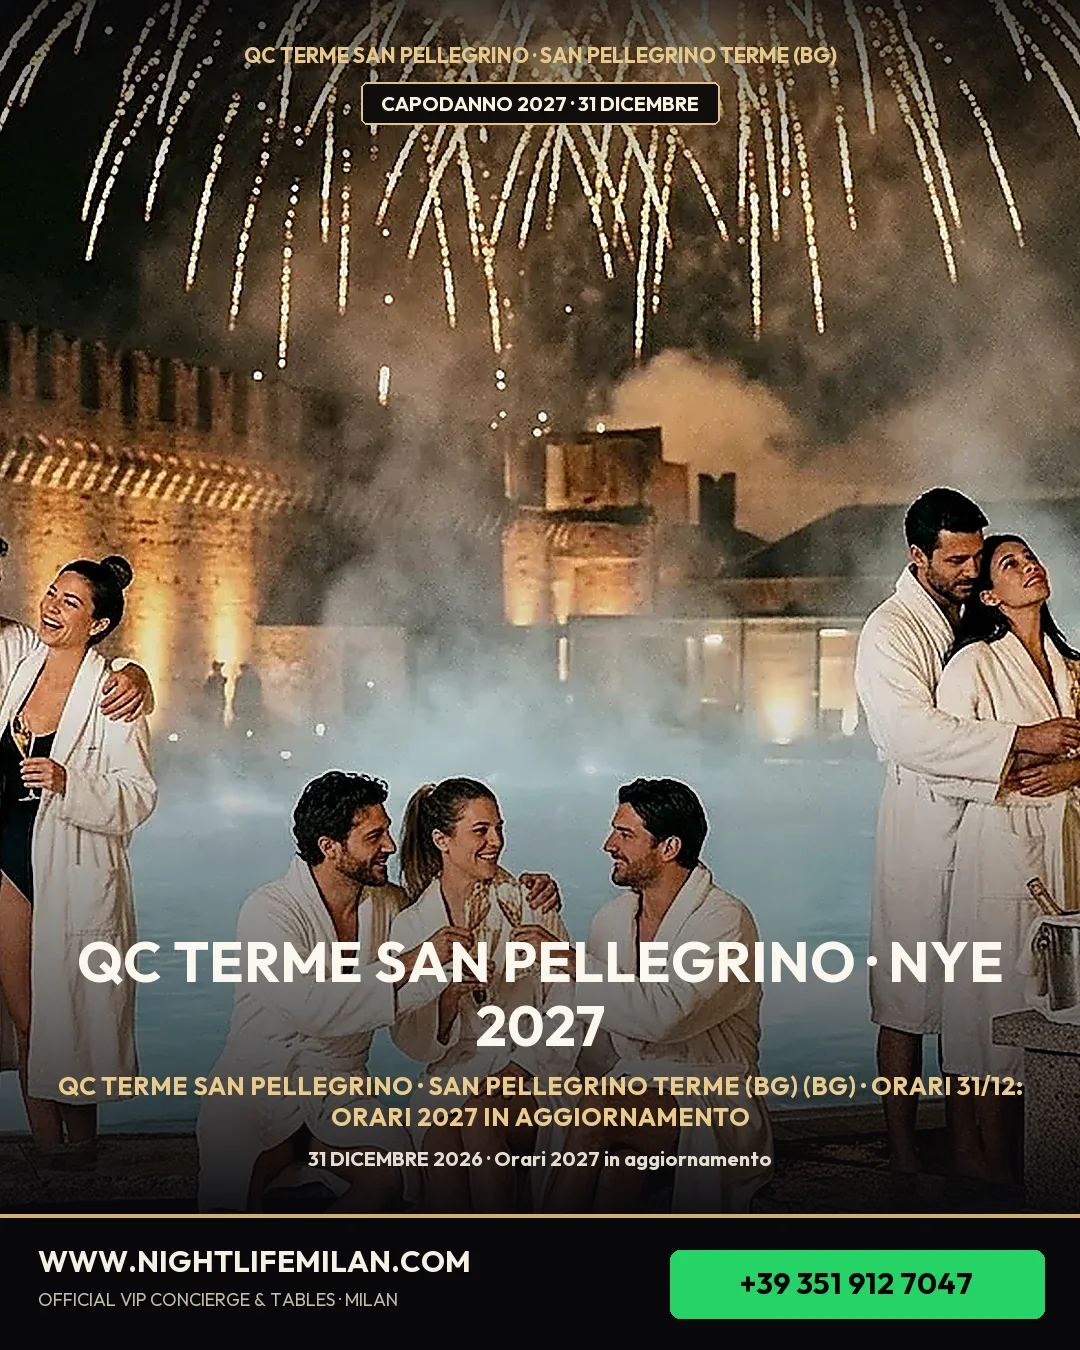 QC TERME SAN PELLEGRINO · SAN PELLEGRINO TERME (BG)
CAPODANNO 2027 · 31 DICEMBRE
QC TERME SAN PELLEGRINO · NYE
2027
QC TERME SAN PELLEGRINO · SAN PELLEGRINO TERME (BG) (BG) · ORARI 31/12:
ORARI 2027 IN AGGIORNAMENTO
31 DICEMBRE 2026 · Orari 2027 in aggiornamento
WWW.NIGHTLIFEMILAN.COM
OFFICIAL VIP CONCIERGE & TABLES · MILAN
+39 351 912 7047